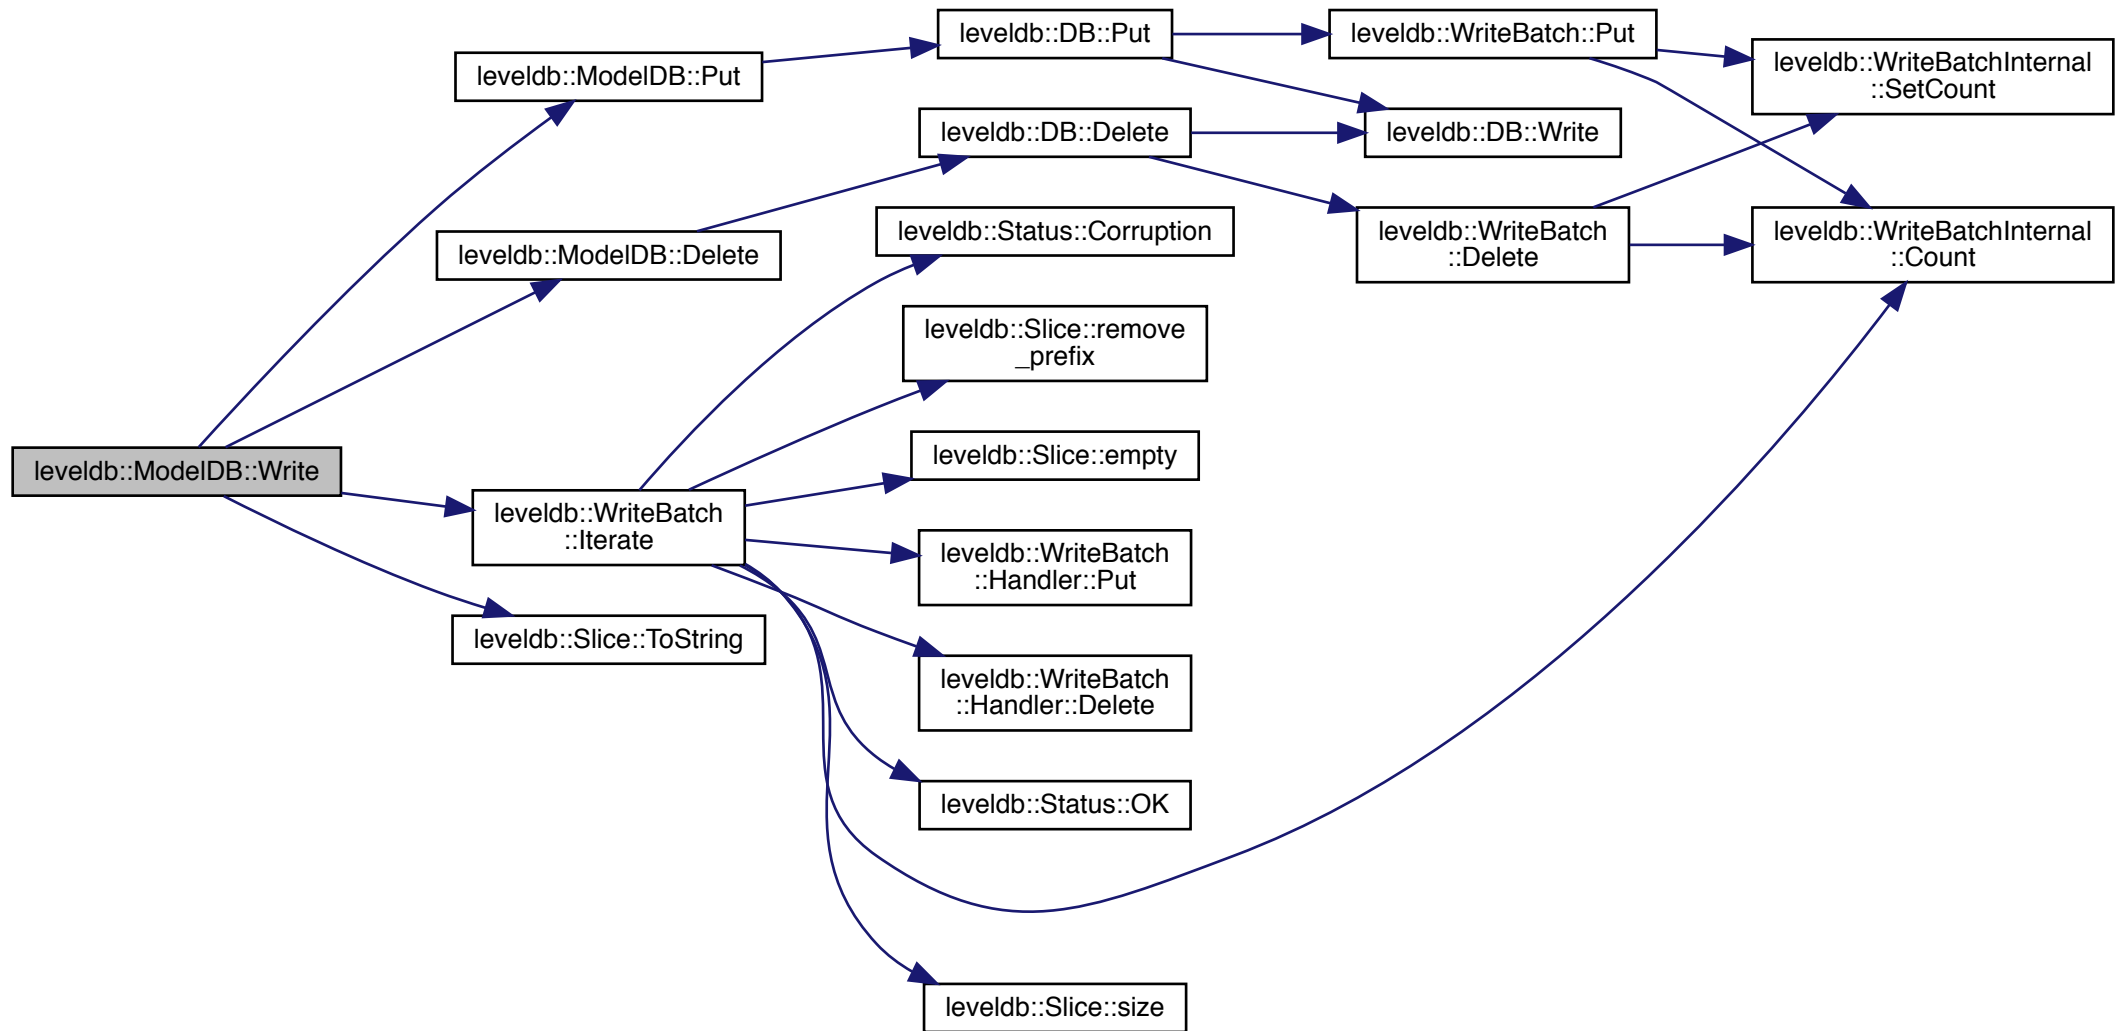 leveldb::ModelDB::Write
leveldb::ModelDB::Put
leveldb::ModelDB::Delete
leveldb::WriteBatch
::Iterate
leveldb::Slice::ToString
leveldb::DB::Put
leveldb::DB::Delete
leveldb::Status::Corruption
leveldb::Slice::remove
_prefix
leveldb::Slice::empty
leveldb::WriteBatch
::Handler::Put
leveldb::WriteBatch
::Handler::Delete
leveldb::Status::OK
leveldb::Slice::size
leveldb::WriteBatch::Put
leveldb::DB::Write
leveldb::WriteBatch
::Delete
leveldb::WriteBatchInternal
::SetCount
leveldb::WriteBatchInternal
::Count